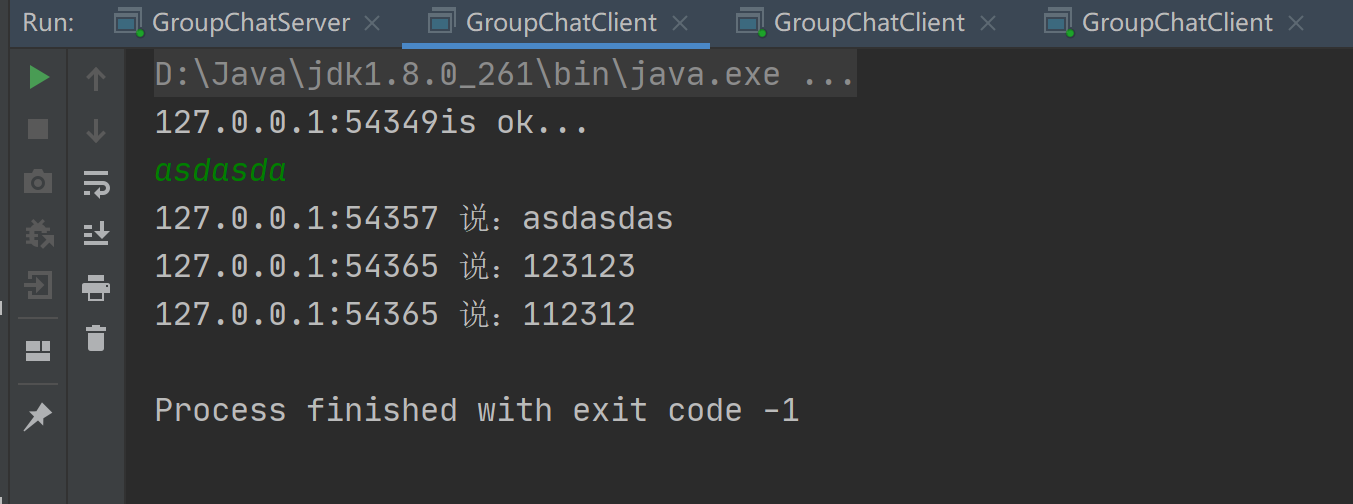 Run: GroupChatServer × GroupChatClient × GroupChatClient × GroupChatClient ×
D:\Java\jdk1.8.0_261\bin\java.exe ...
127.0.0.1:54349is ok...
asdasda
127.0.0.1:54357 说：asdasdas
127.0.0.1:54365 说：123123
127.0.0.1:54365 说：112312
Process finished with exit code -1